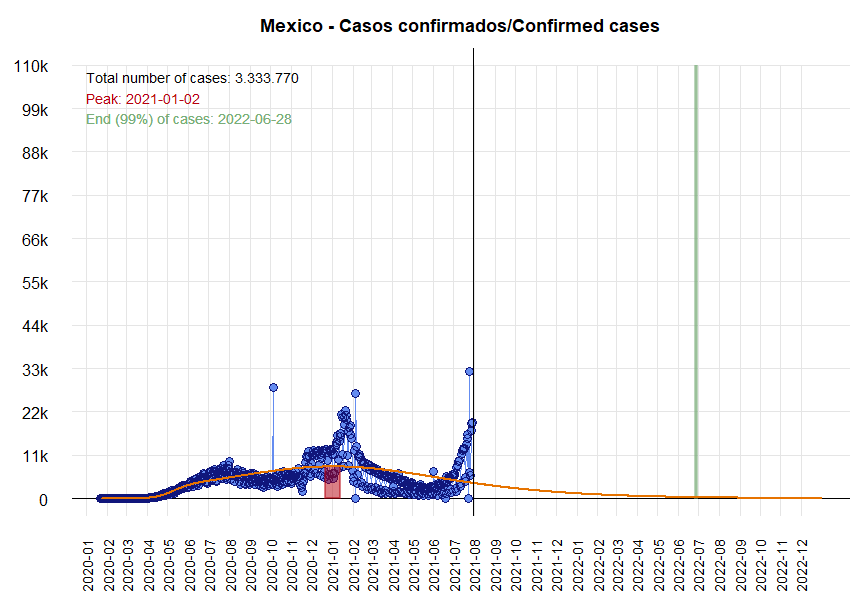 Mexico - Casos confirmados/Confirmed cases
110k
99k
88k
77k
66k
55k
44k
33k
22k
11k
0
Total number of cases: 3.333.770
Peak: 2021-01-02
End (99%) of cases: 2022-06-28
2020-01
2020-02
2020-03
2020-04
2020-05
2020-06
2020-07
2020-08
2020-09
2020-10
2020-11
2020-12
2021-01
2021-02
2021-03
2021-04
2021-05
2021-06
2021-07
2021-08
2021-09
2021-10
2021-11
2021-12
2022-01
2022-02
2022-03
2022-04
2022-05
2022-06
2022-07
2022-08
2022-09
2022-10
2022-11
2022-12